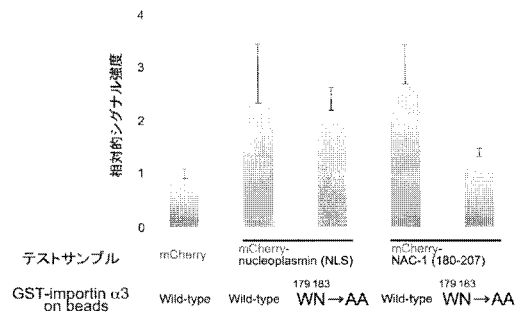 相対的シグナル強度
4
3
2
1
0
テストサンプル
mCherry
mCherry-
nucleoplasmin (NLS)
mCherry-
NAC-1 (180-207)
GST-importin α3
on beads
Wild-type
Wild-type
179 183
WN→AA
Wild-type
179 183
WN→AA